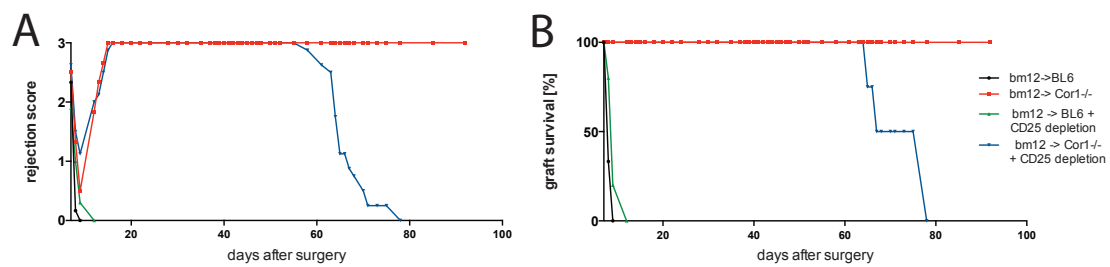 A
3
2
1
0
rejection score
20
40
60
80
100
days after surgery
B
100
50
0
graft survival [%]
20
40
60
80
100
days after surgery
bm12->BL6
bm12-> Cor1-/-
bm12 -> BL6 +
CD25 depletion
bm12 -> Cor1-/-
+ CD25 depletion